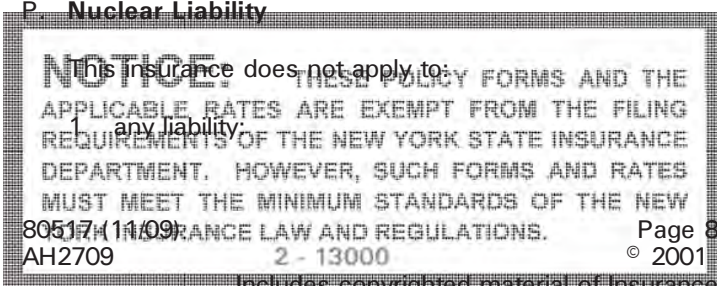 P. Nuclear Liability
This insurance does not apply to:
NOTICE: THESE POLICY FORMS AND THE
APPLICABLE RATES ARE EXEMPT FROM THE FILING
1. any liability:
REQUIREMENTS OF THE NEW YORK STATE INSURANCE
DEPARTMENT. HOWEVER, SUCH FORMS AND RATES
MUST MEET THE MINIMUM STANDARDS OF THE NEW
YORK INSURANCE LAW AND REGULATIONS.
80517 (11/09) Page 8
AH2709 2 - 13000 © 2001
Includes copyrighted material of Insurance